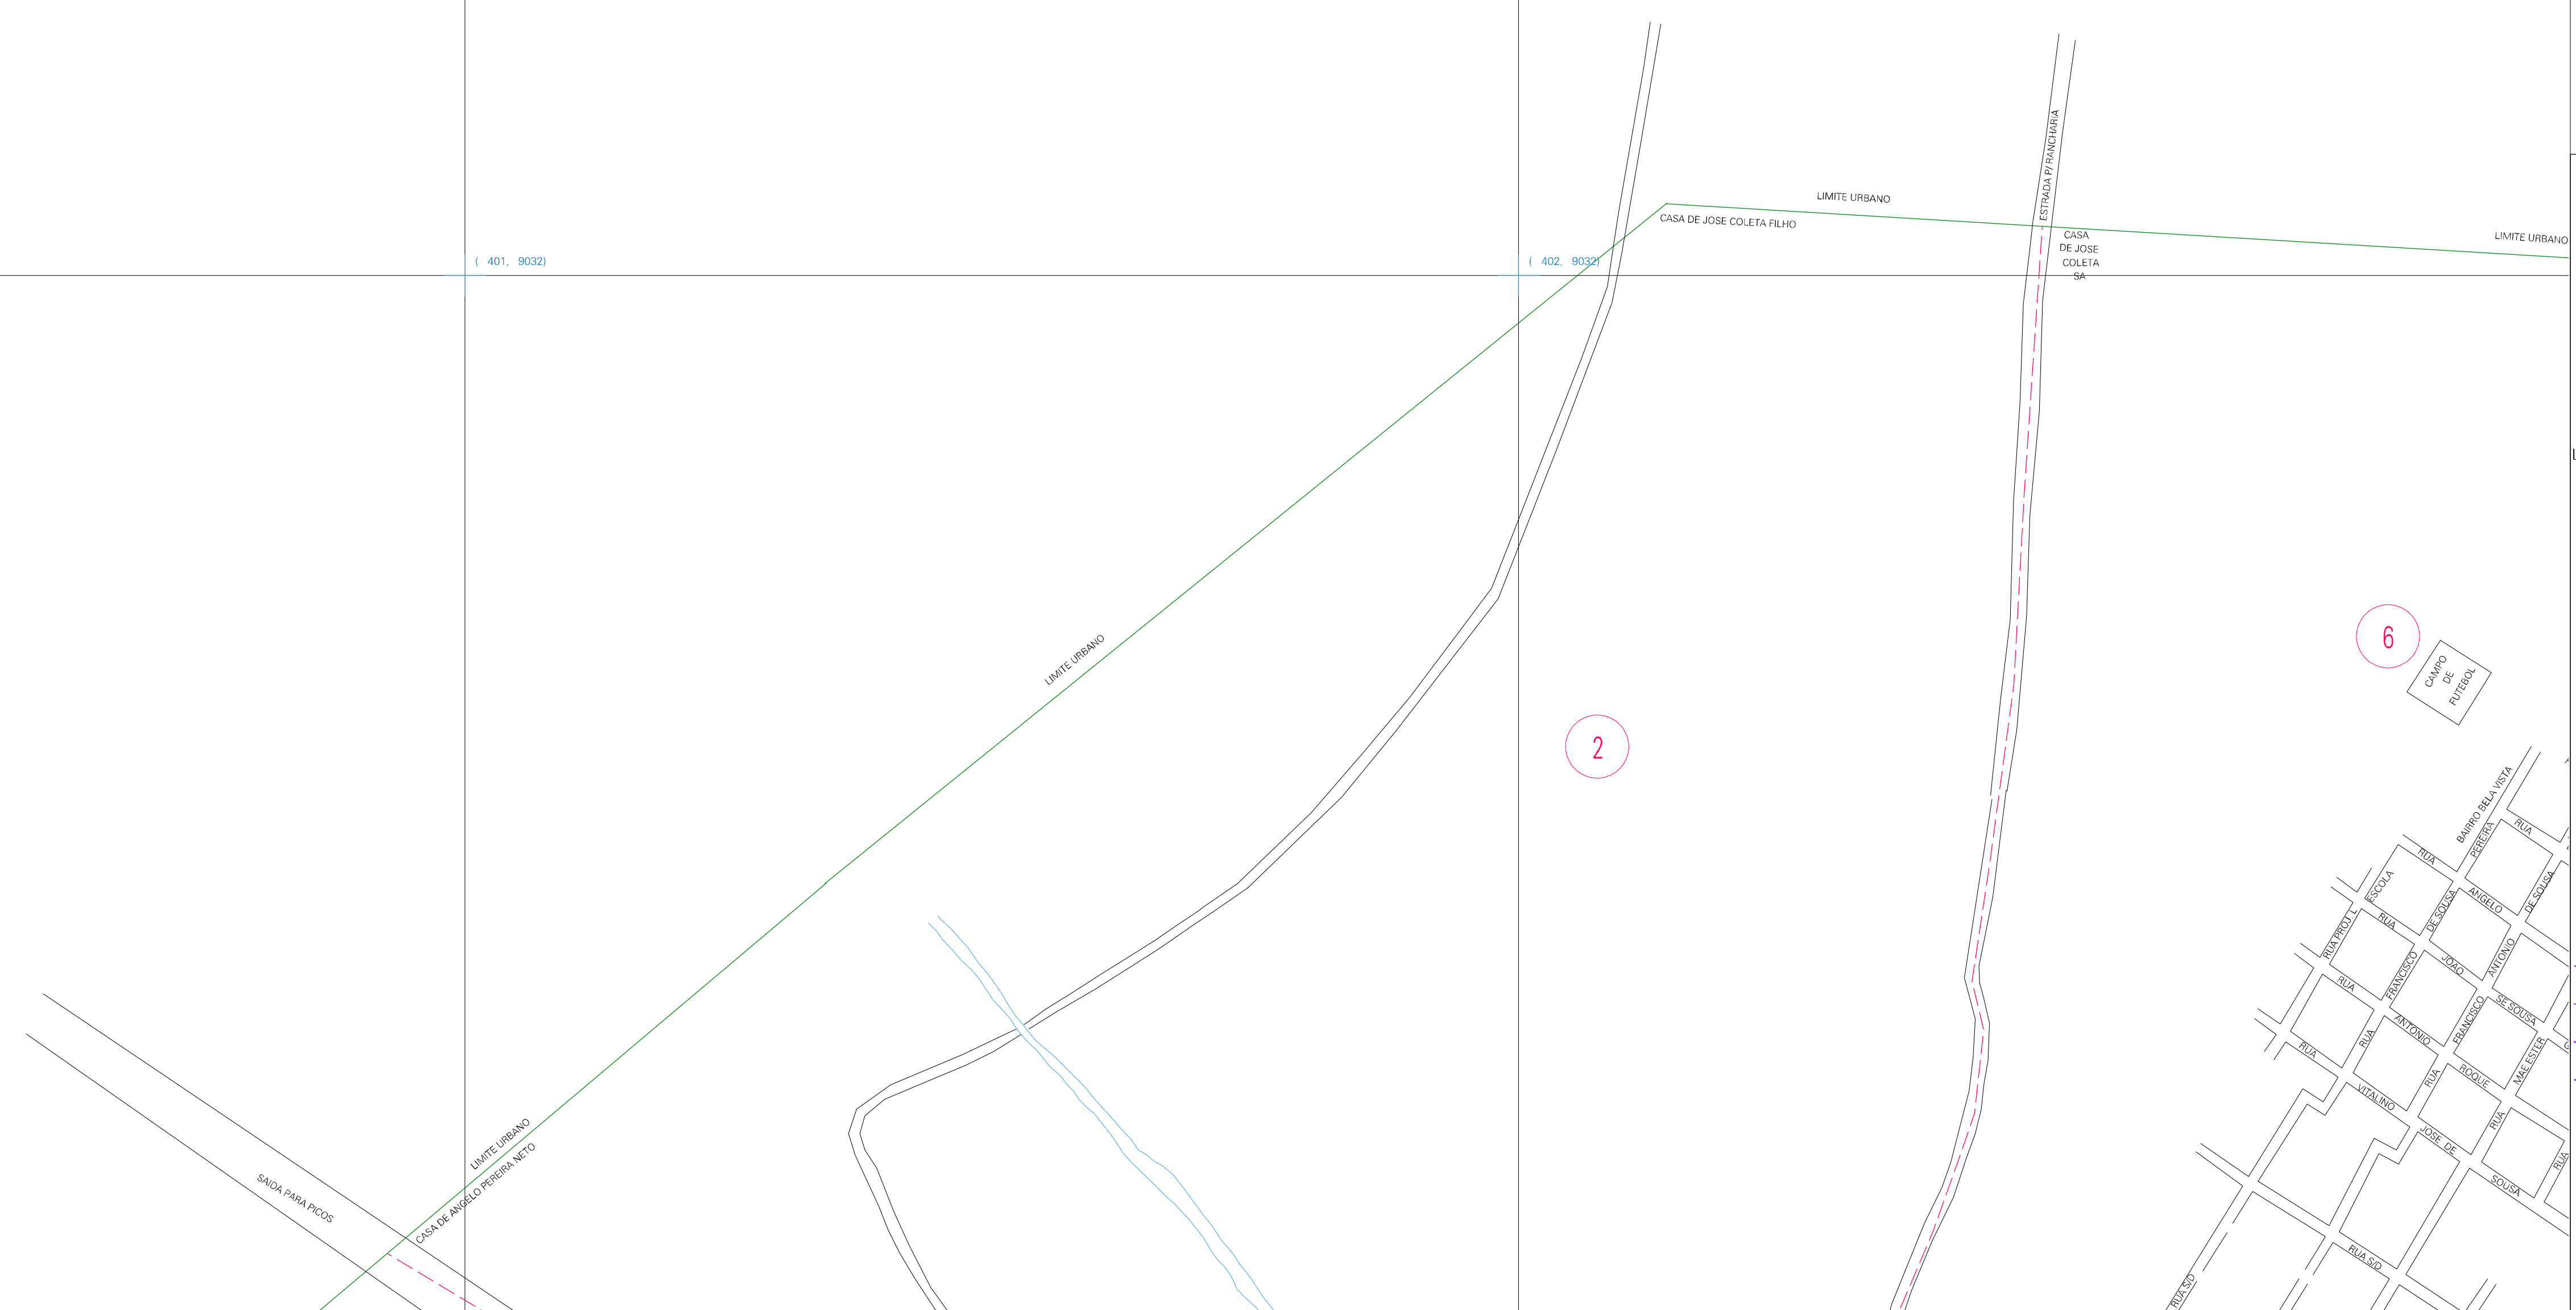 ESTRADA P/ RANCHARIA
LIMITE URBANO
CASA DE JOSE COLETA FILHO
LIMITE URBANO
CASA
DE JOSE
COLETA
SA
( 401, 9032)
( 402, 9032)
6
CAMPO
DE
FUTEBOL
LIMITE URBANO
2
BAIRRO BELA VISTA
RUA
PEREIRA
RUA
ESCOLA
DE SOUSA
ANGELO
DE SOUSA
RUA PROJ. L
RUA
FRANCISCO
JOAO
ANTONIO
RUA
SE SOUSA
FRANCISCO
ANTONIO
RUA
RUA
MAE ESTER
ROQUE
RUA
VITALINO
RUA
JOSE DE
SOUSA
RUA
RUA S/D
RUA S/D
LIMITE URBANO
CASA DE ANGELO PEREIRA NETO
SAIDA PARA PICOS